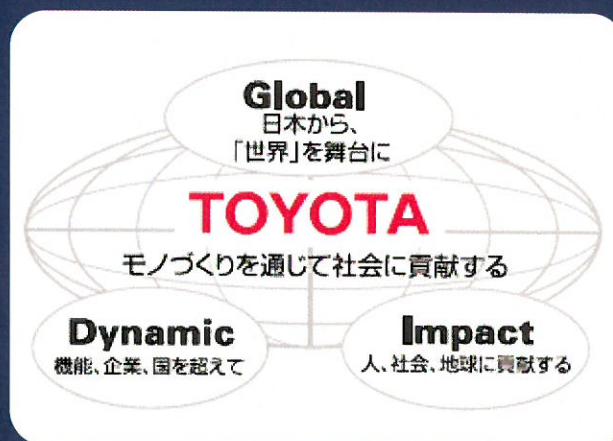 Global
日本から、
「世界」を舞台に
TOYOTA
モノづくりを通じて社会に貢献する
Dynamic
機能、企業、国を超えて
Impact
人、社会、地球に貢献する